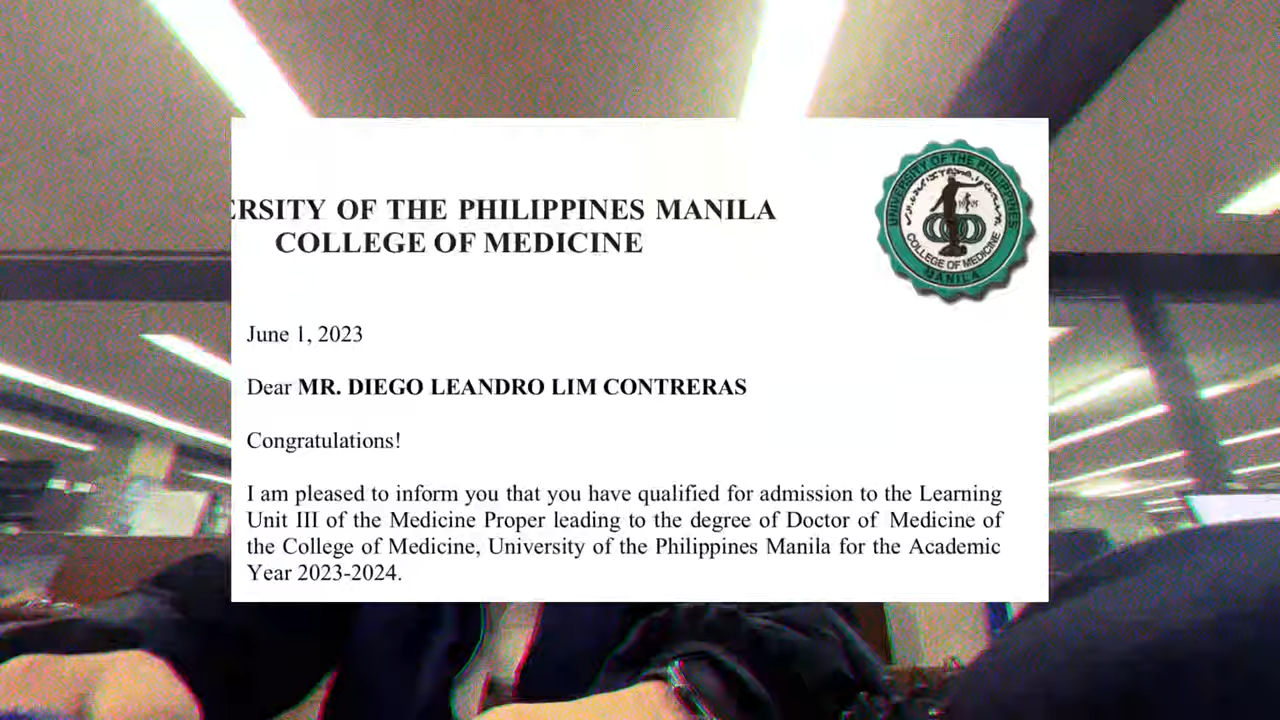 ERSITY OF THE PHILIPPINES MANILA
COLLEGE OF MEDICINE
UNIVERSITY OF THE PHILIPPINES
1905
COLLEGE OF MEDICINE
MANILA
June 1, 2023
Dear MR. DIEGO LEANDRO LIM CONTRERAS
Congratulations!
I am pleased to inform you that you have qualified for admission to the Learning
Unit III of the Medicine Proper leading to the degree of Doctor of Medicine of
the College of Medicine, University of the Philippines Manila for the Academic
Year 2023-2024.